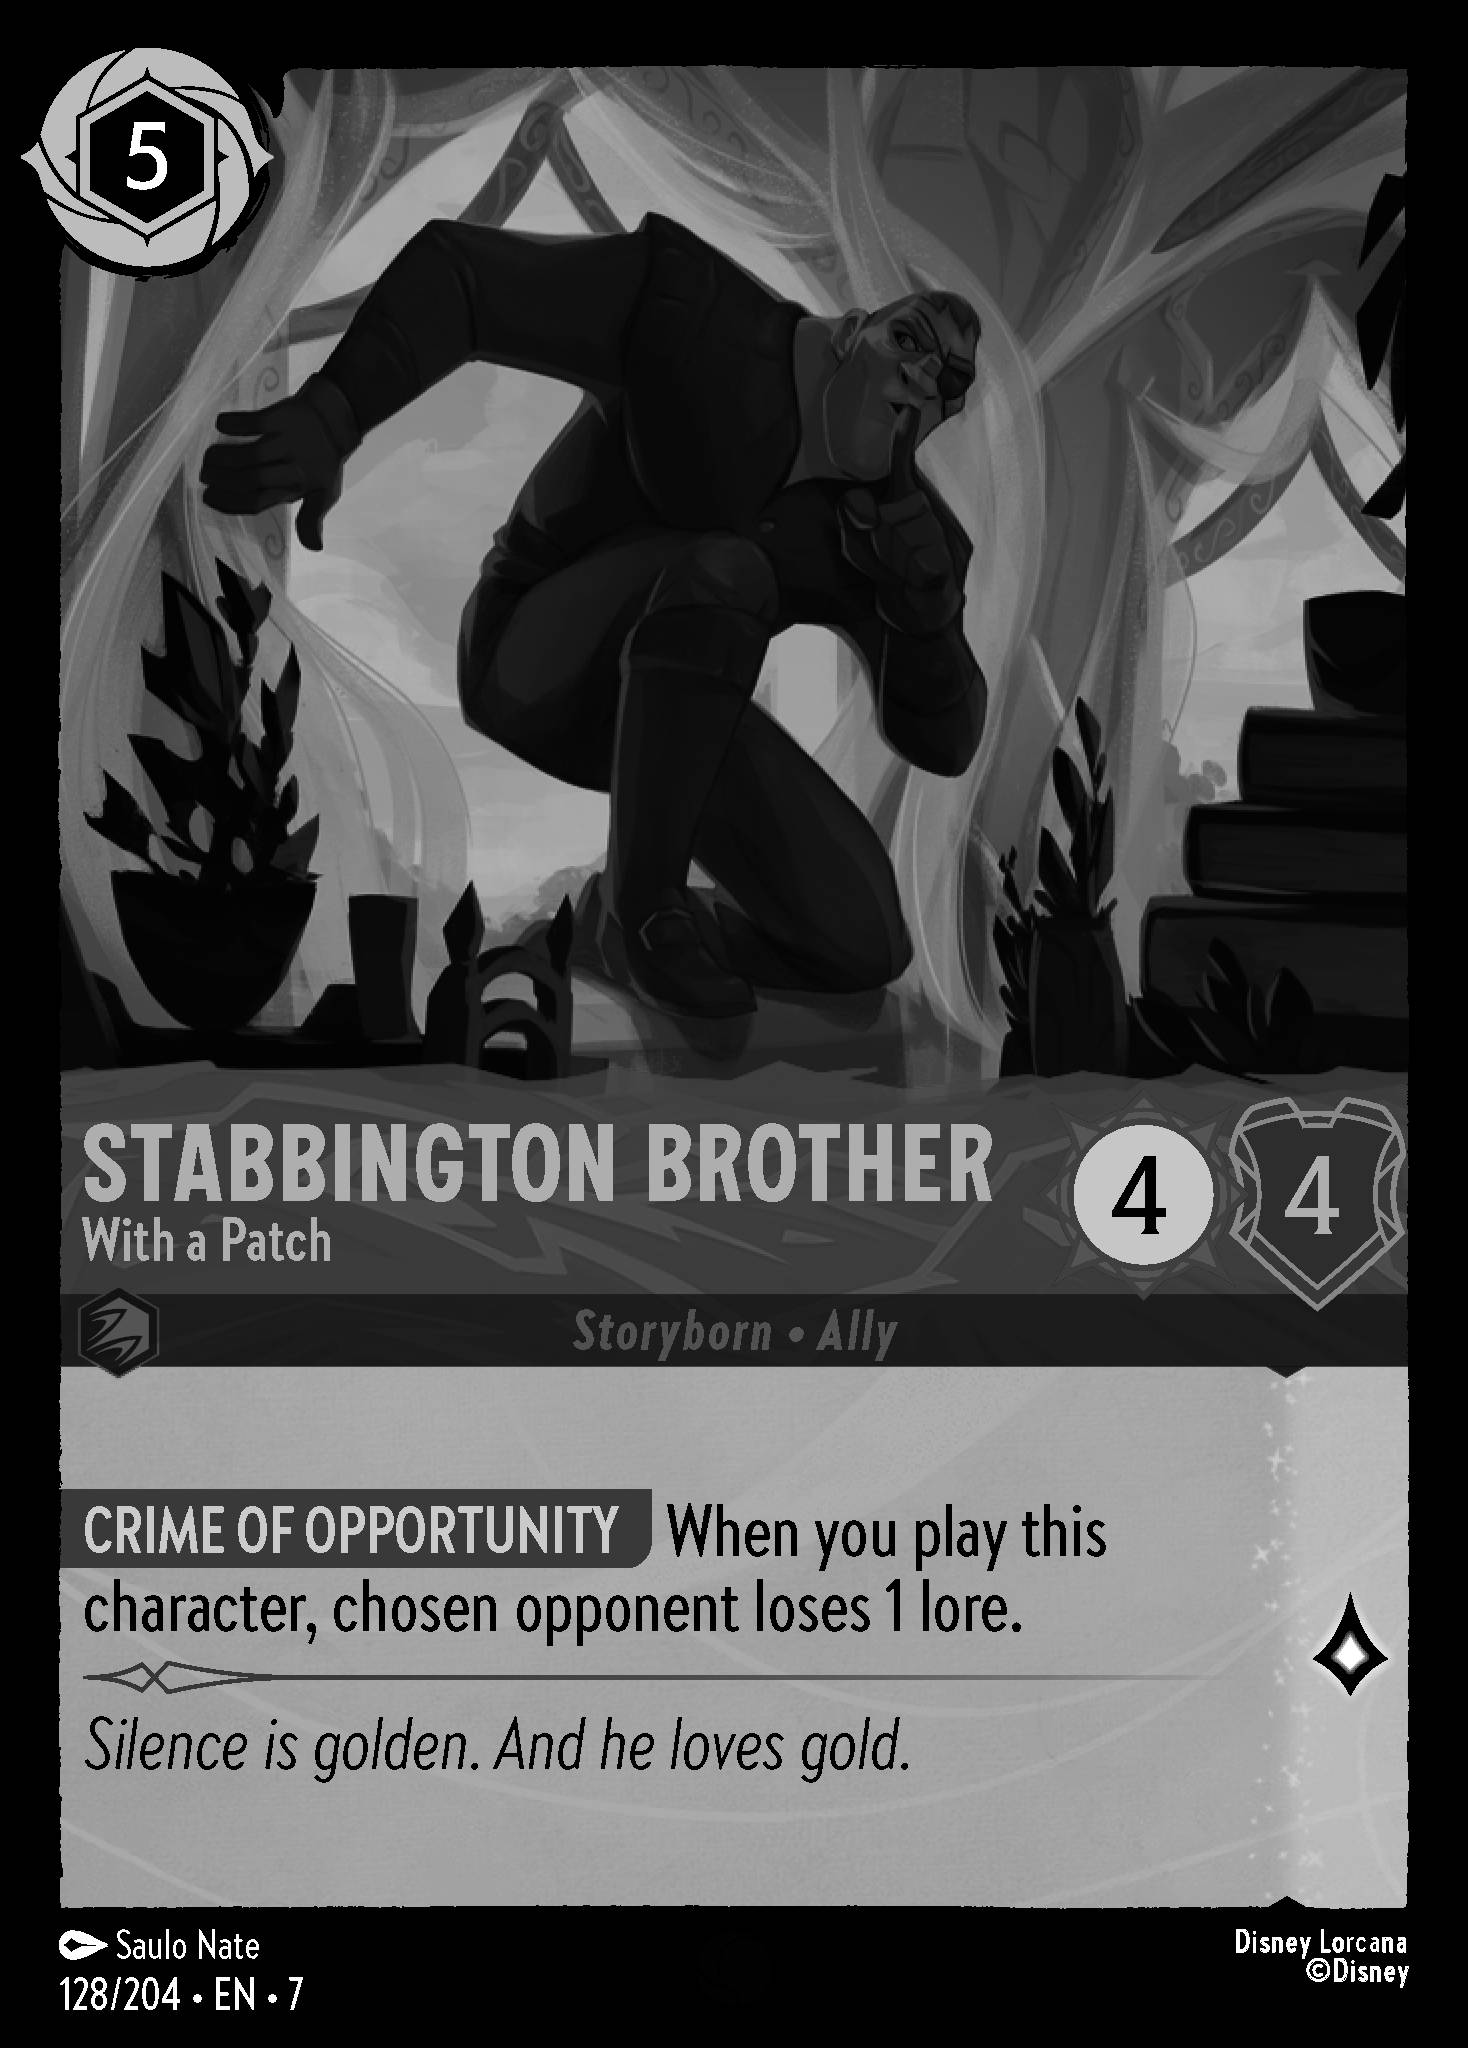 5
STABBINGTON BROTHER
With a Patch
4
4
Storyborn • Ally
CRIME OF OPPORTUNITY When you play this
character, chosen opponent loses 1 lore.
Silence is golden. And he loves gold.
Saulo Nate
128/204 • EN • 7
Disney Lorcana
©Disney